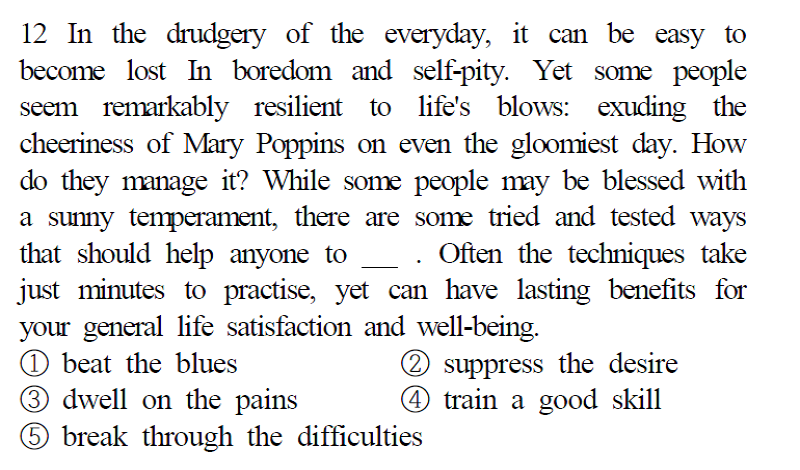 12 In the drudgery of the everyday, it can be easy to
become lost In boredom and self-pity. Yet some people
seem remarkably resilient to life's blows: exuding the
cheeriness of Mary Poppins on even the gloomiest day. How
do they manage it? While some people may be blessed with
a sunny temperament, there are some tried and tested ways
that should help anyone to ___ . Often the techniques take
just minutes to practise, yet can have lasting benefits for
your general life satisfaction and well-being.
① beat the blues ② suppress the desire
③ dwell on the pains ④ train a good skill
⑤ break through the difficulties